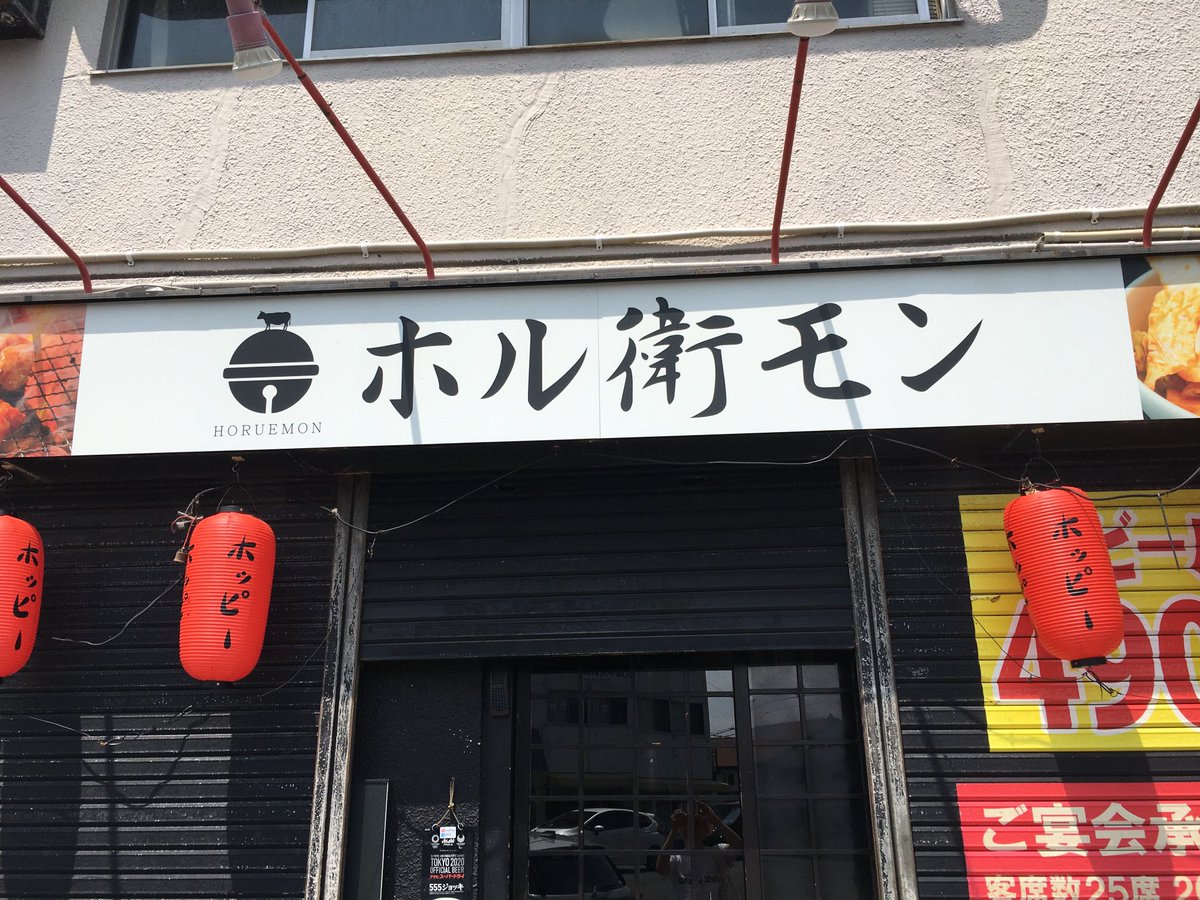 ホル衛モン
HORUEMON
ホッピー
ホッピー
ホッピー
490
ご宴会承
客席数25席
TOKYO 2020
OFFICIAL BEER
555ジョッキ